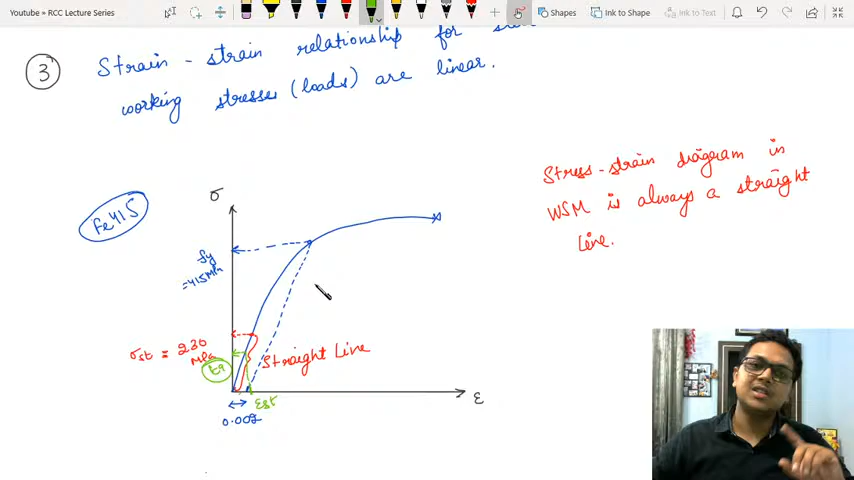 Youtube » RCC Lecture Series
Shapes
Ink to Shape
Ink to Text
3
Strain - strain relationship for
working stresses (loads) are linear.
Stress-strain diagram in
WSM is always a straight
line.
Fe415
σ
fy
=415MPa
σst = 230
MPa
Straight Line
εst
0.002
ε